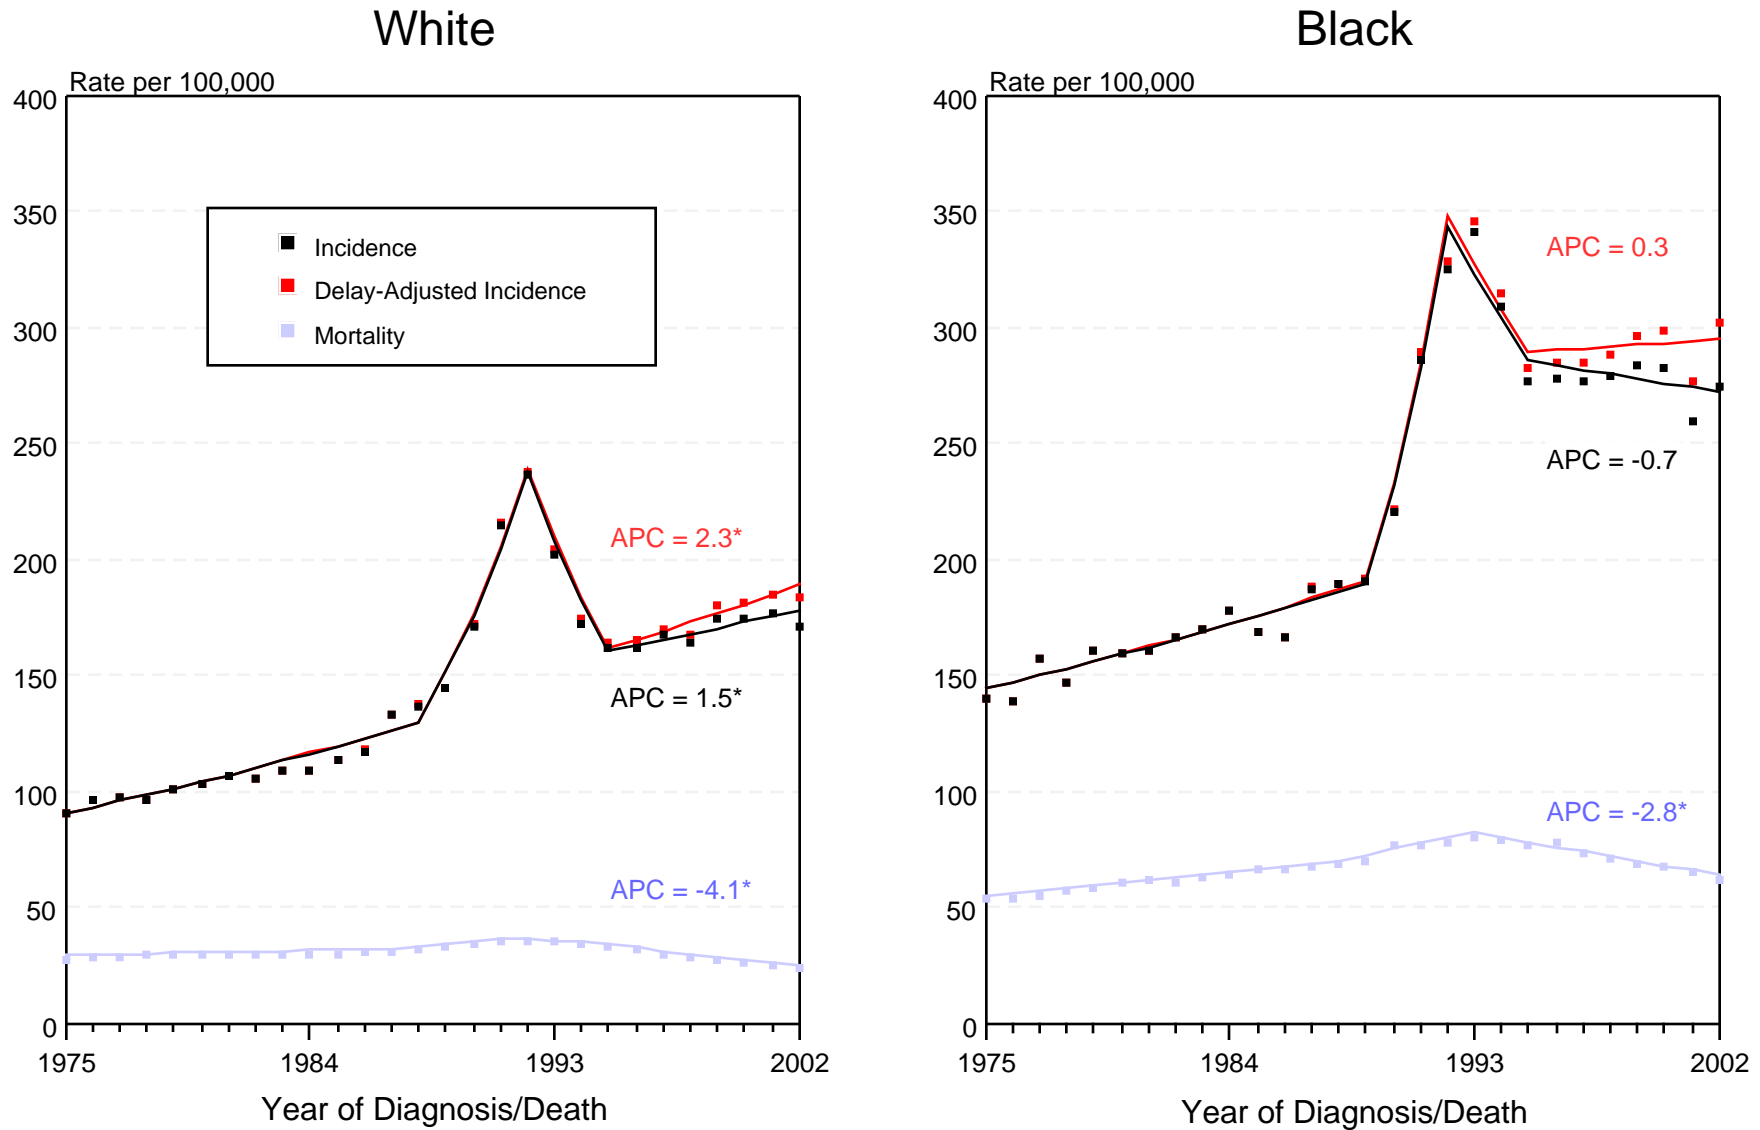 White
Rate per 100,000
400
350
300
250
200
150
100
50
0
Incidence
Delay-Adjusted Incidence
Mortality
APC = 2.3*
APC = 1.5*
APC = -4.1*
1975
1984
1993
2002
Year of Diagnosis/Death
Black
Rate per 100,000
400
350
300
250
200
150
100
50
0
APC = 0.3
APC = -0.7
APC = -2.8*
1975
1984
1993
2002
Year of Diagnosis/Death